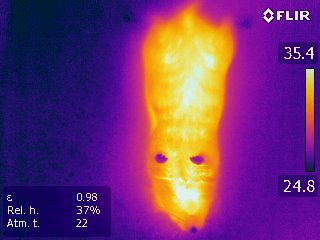 FLIR
35.4
24.8
ε 0.98
Rel. h. 37%
Atm. t. 22